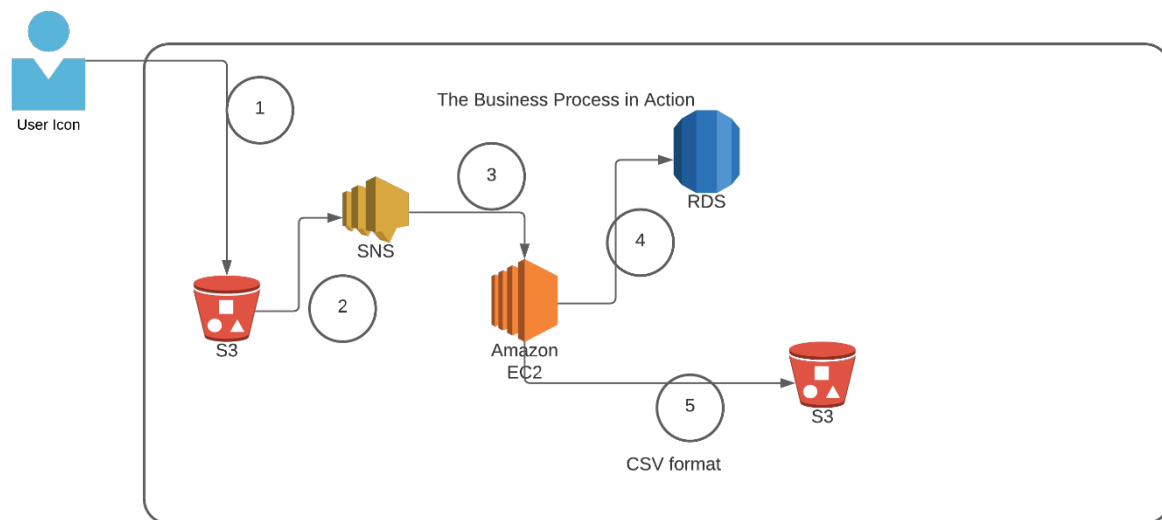 User Icon
1
The Business Process in Action
3
RDS
4
SNS
2
S3
Amazon
EC2
5
S3
CSV format